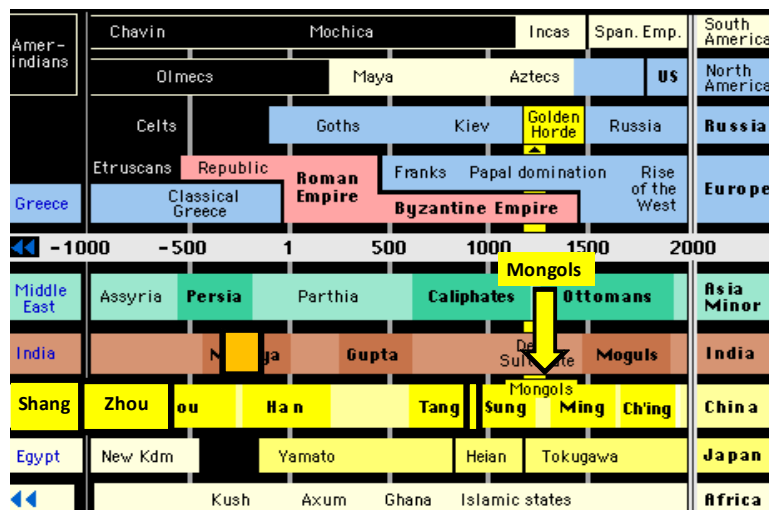 Amer-
indians
Chavin Mochica Incas Span. Emp. South
America
Olmecs Maya Aztecs US North
America
Celts Goths Kiev Golden
Horde Russia Russia
Etruscans Republic Roman
Empire Franks Papal domination Rise
of the
West Europe
Greece Classical
Greece Byzantine Empire
-1000 -500 1 500 1000 1500 2000
Mongols
Middle
East Assyria Persia Parthia Caliphates Ottomans Asia
Minor
India Gupta Moguls India
Mongols
Shang Zhou Han Tang Sung Ming Ch'ing China
Egypt New Kdm Yamato Heian Tokugawa Japan
Kush Axum Ghana Islamic states Africa